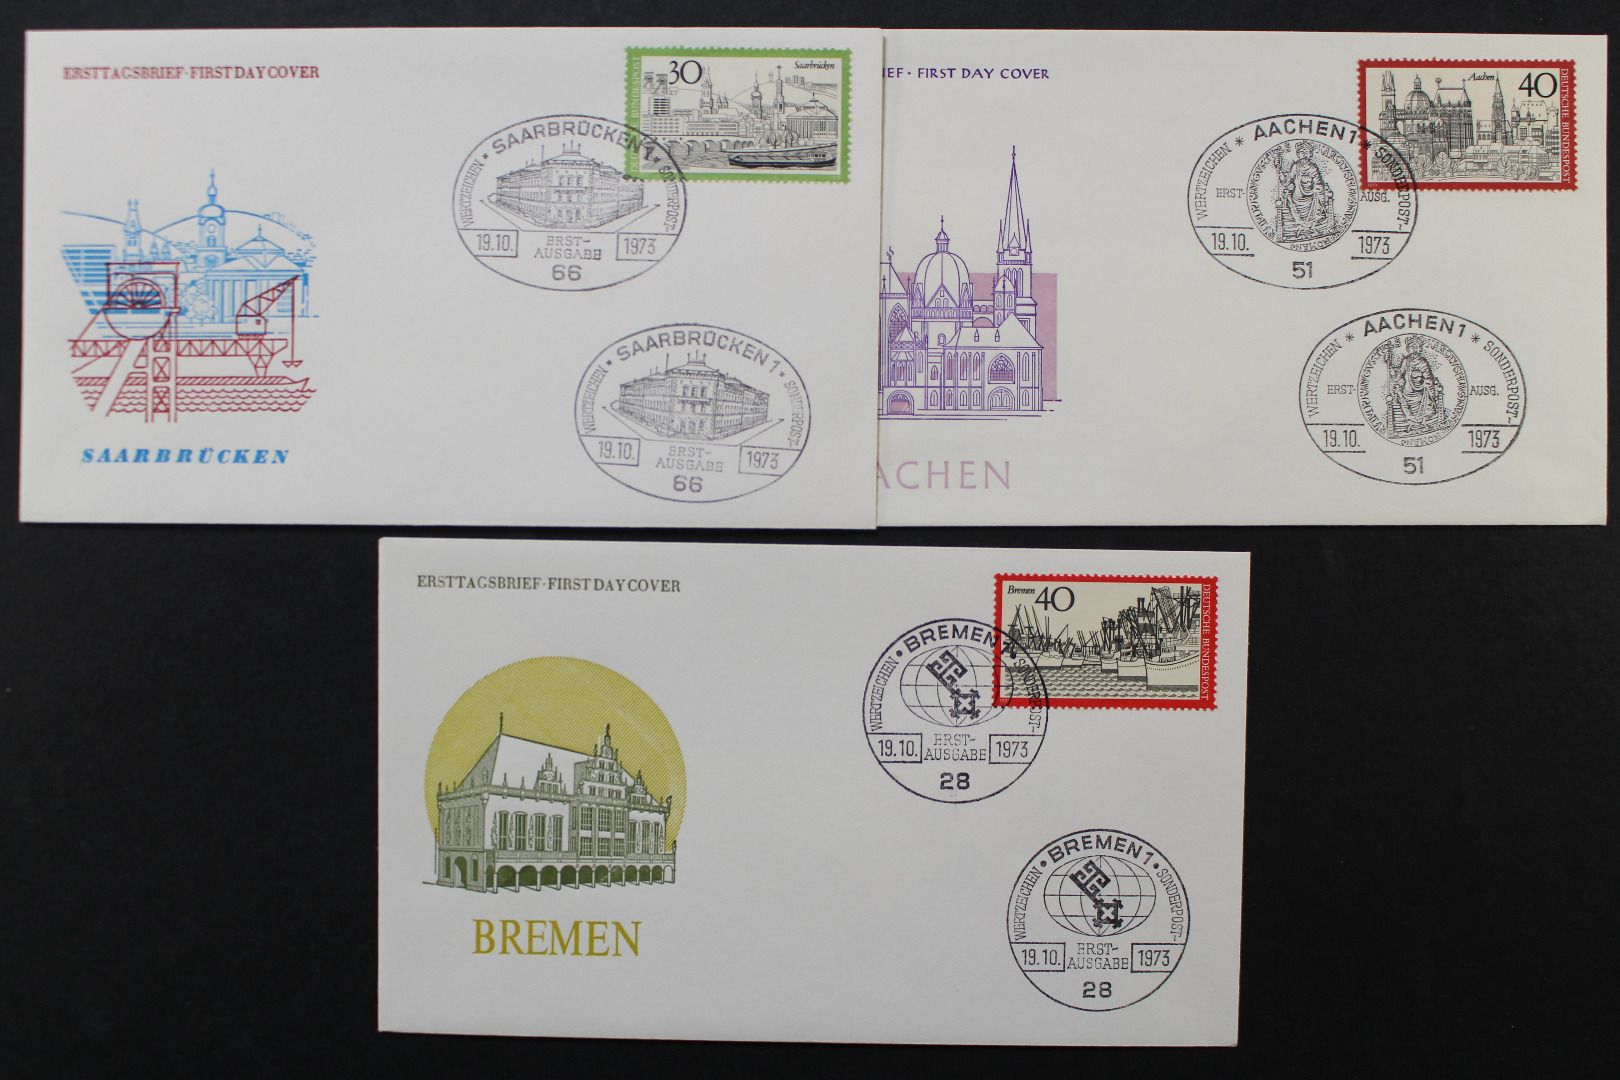 ERSTTAGSBRIEF · FIRST DAY COVER
30
Saarbrücken
WERTZEICHEN · SAARBRÜCKEN 1 · SONDERPOST-
19.10. ERST- 1973
AUSGABE
66
WERTZEICHEN · SAARBRÜCKEN 1 · SONDERPOST-
19.10. ERST- 1973
AUSGABE
66
SAARBRÜCKEN
IEF · FIRST DAY COVER
Aachen
40
DEUTSCHE BUNDESPOST
WERTZEICHEN * AACHEN 1 * SONDERPOST-
ERST- AUSG.
19.10. 1973
51
WERTZEICHEN * AACHEN 1 * SONDERPOST-
ERST- AUSG.
19.10. 1973
51
ACHEN
ERSTTAGSBRIEF · FIRST DAY COVER
Bremen
40
DEUTSCHE BUNDESPOST
WERTZEICHEN · BREMEN 1 · SONDERPOST-
19.10. ERST- 1973
AUSGABE
28
WERTZEICHEN · BREMEN 1 · SONDERPOST-
19.10. ERST- 1973
AUSGABE
28
BREMEN